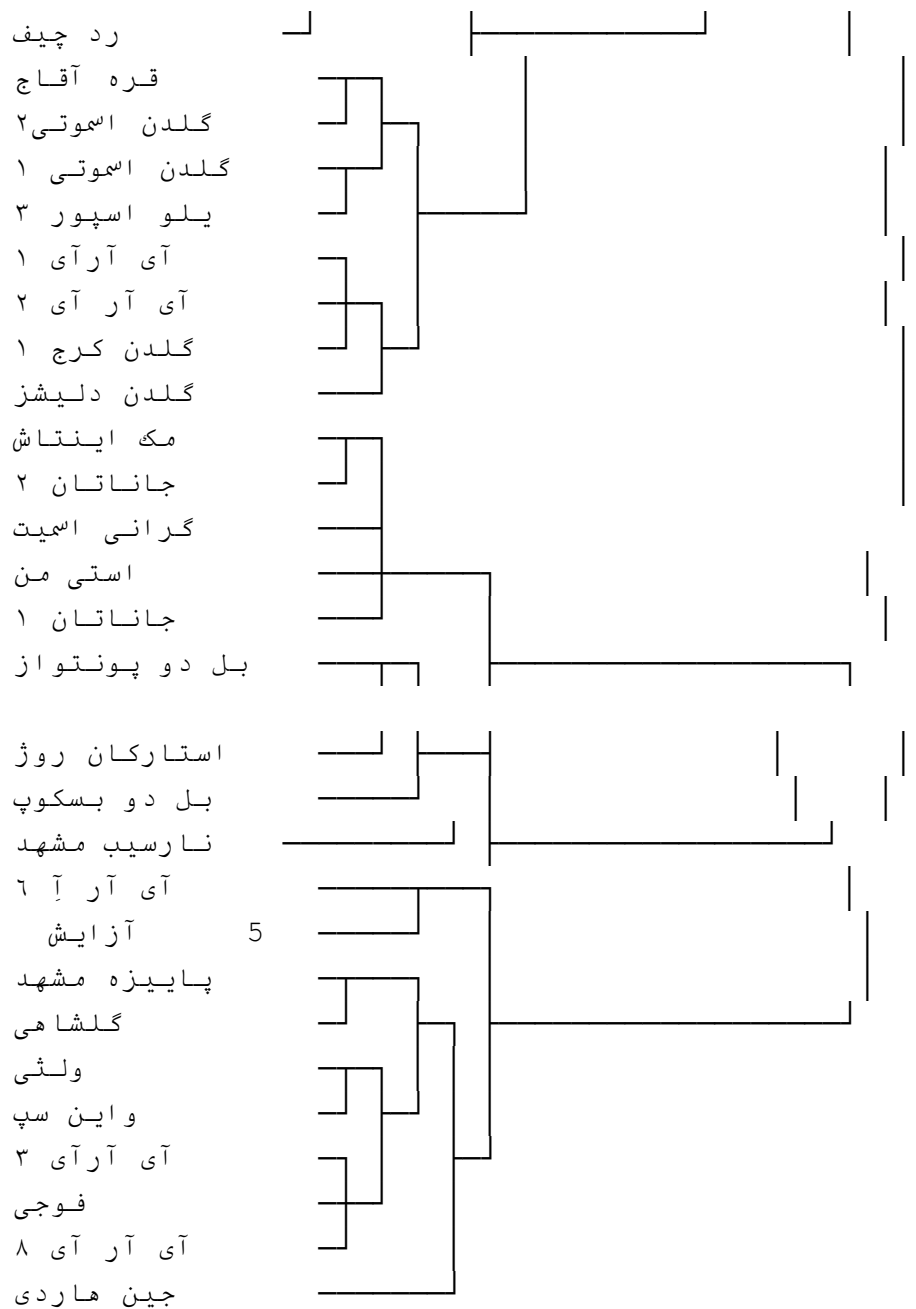 رد چیف
قره آقاج
گلدن اسموتی۲
گلدن اسموتی ۱
یلو اسپور ۳
آی آرآی ۱
آی آر آی ۲
گلدن کرج ۱
گلدن دلیشز
مک اینتاش
جاناتان ۲
گرانی اسمیت
استی من
جاناتان ۱
بل دو پونتواز
استارکان روژ
بل دو بسکوپ
نارسیب مشهد
آی آر آِ ٦
آزایش 5
پاییزه مشهد
گلشاهی
ولثی
واین سپ
آی آرآی ۳
فوجی
آی آر آی ۸
جین هاردی